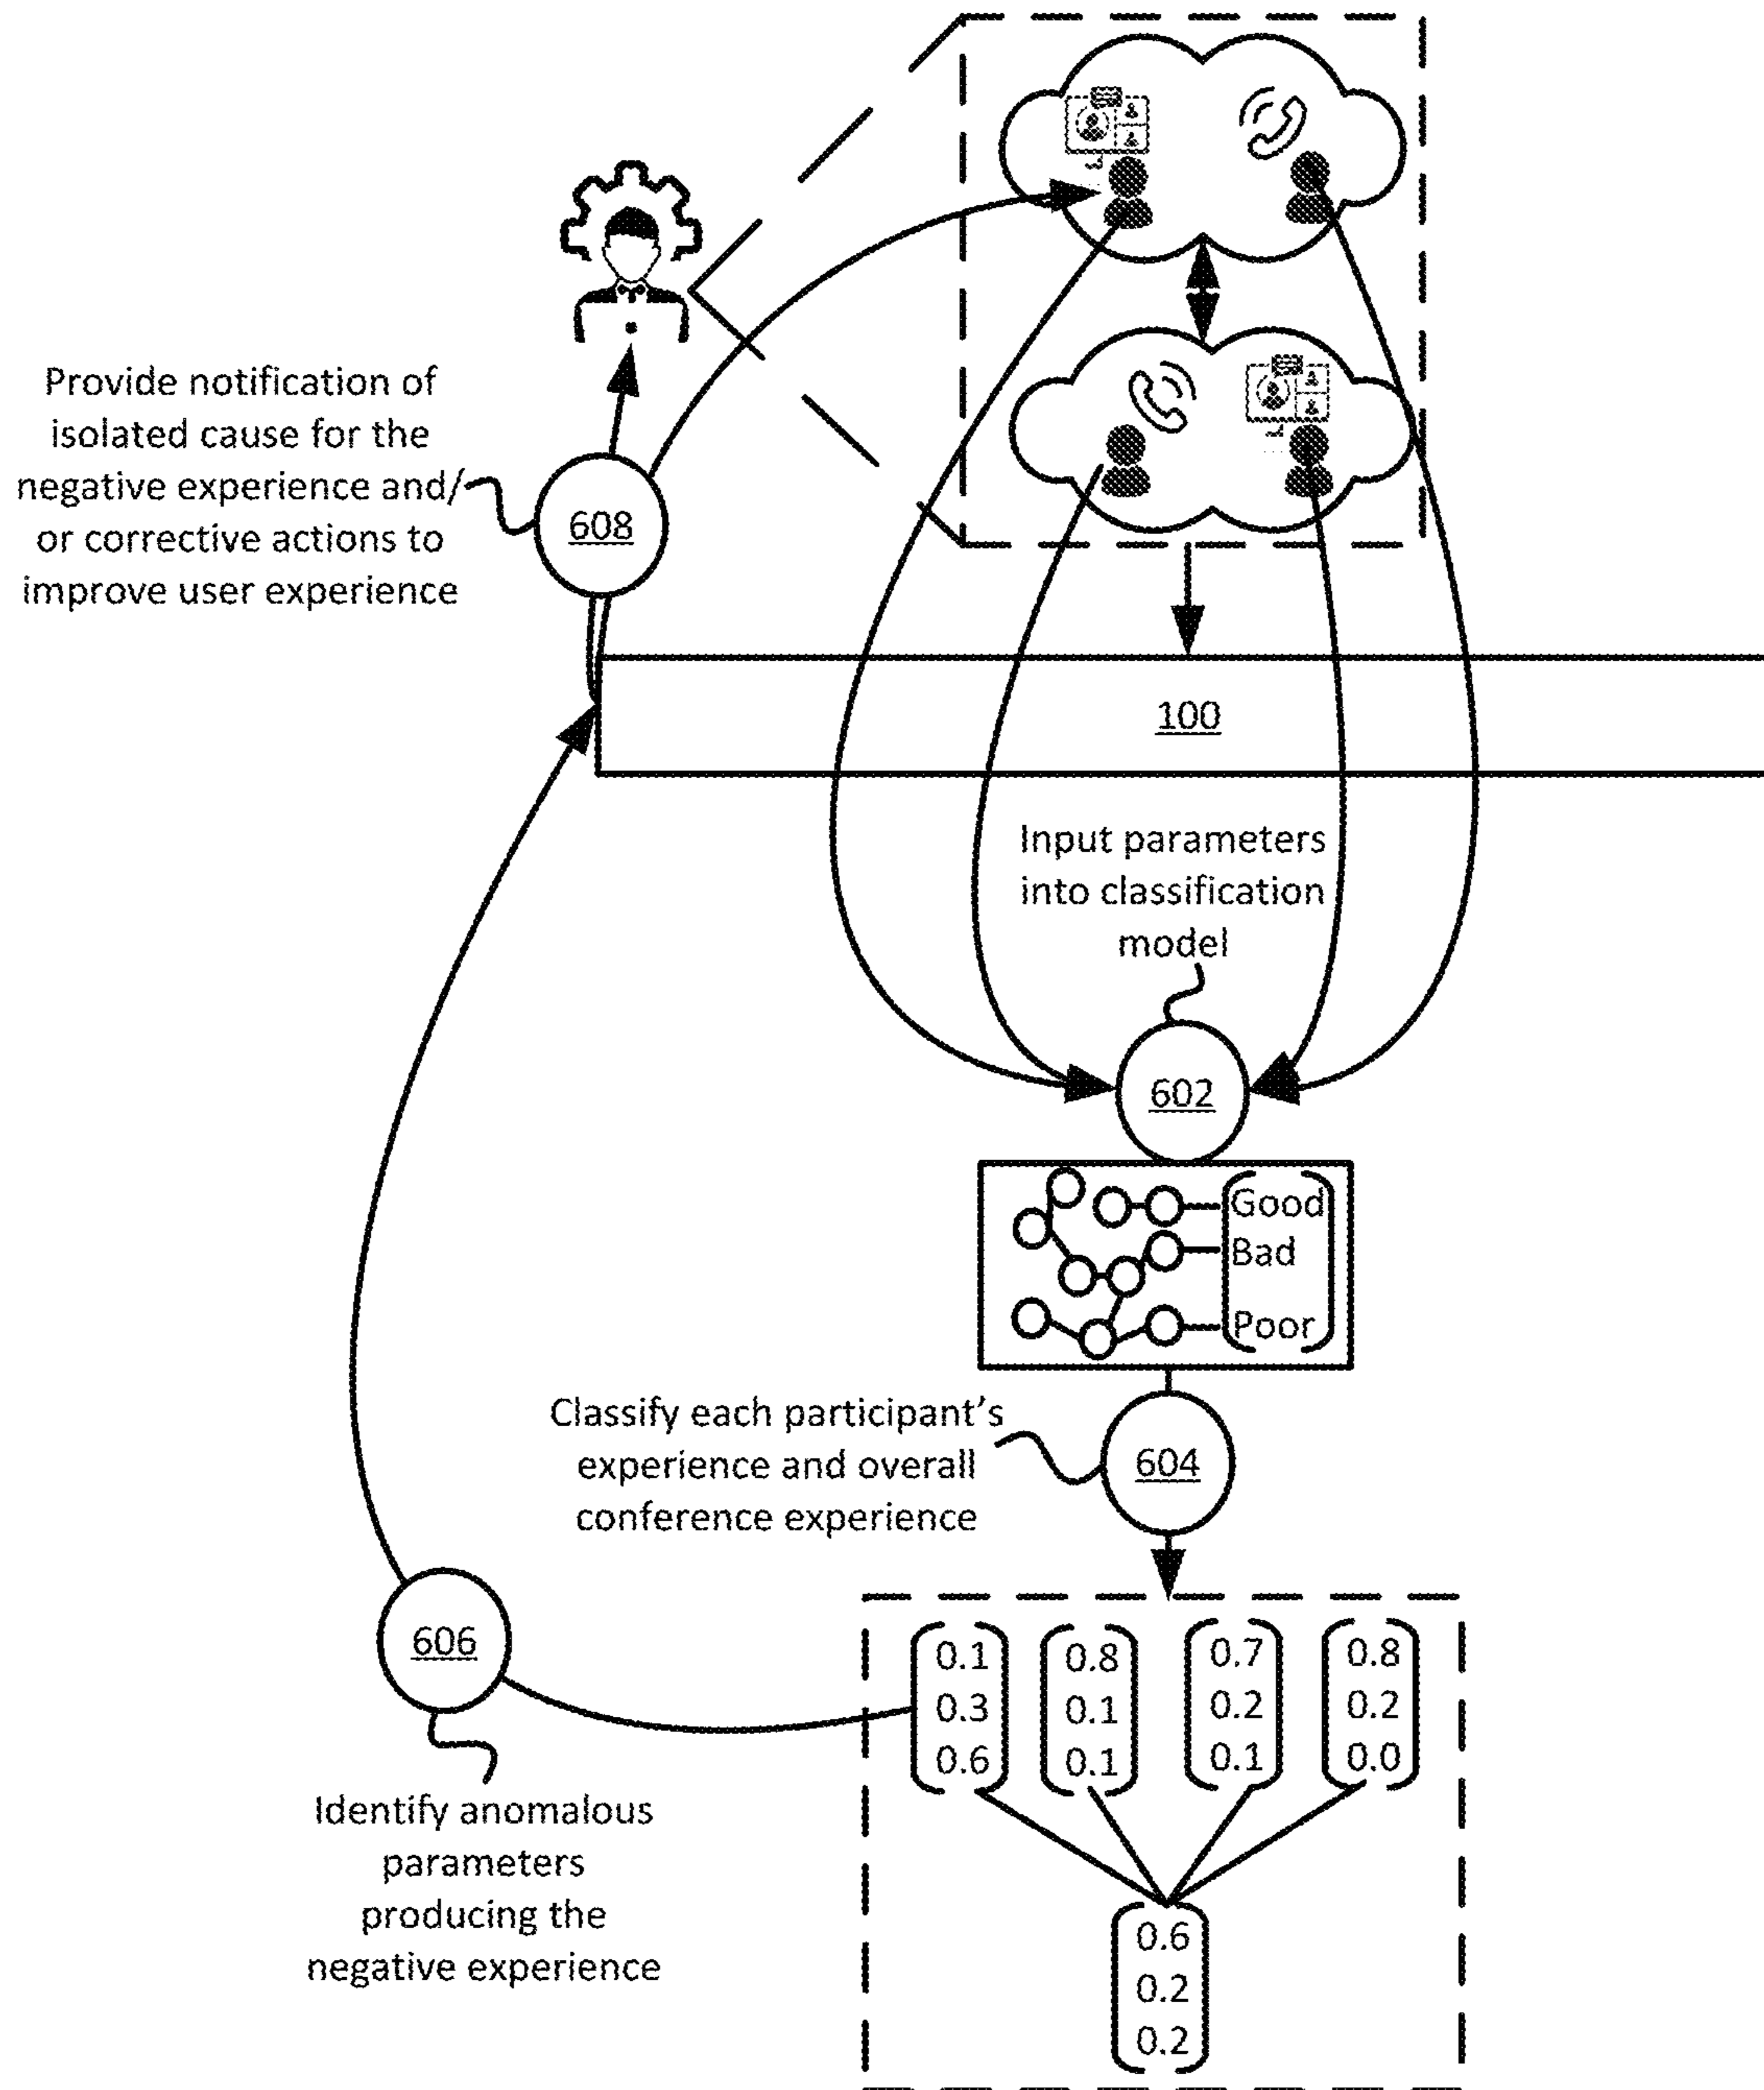 Provide notification of
isolated cause for the
negative experience and/
or corrective actions to
improve user experience
608
100
Input parameters
into classification
model
602
Good
Bad
Poor
Classify each participant's
experience and overall
conference experience
604
606
Identify anomalous
parameters
producing the
negative experience
0.1 0.8 0.7 0.8
0.3 0.1 0.2 0.2
0.6 0.1 0.1 0.0
0.6
0.2
0.2